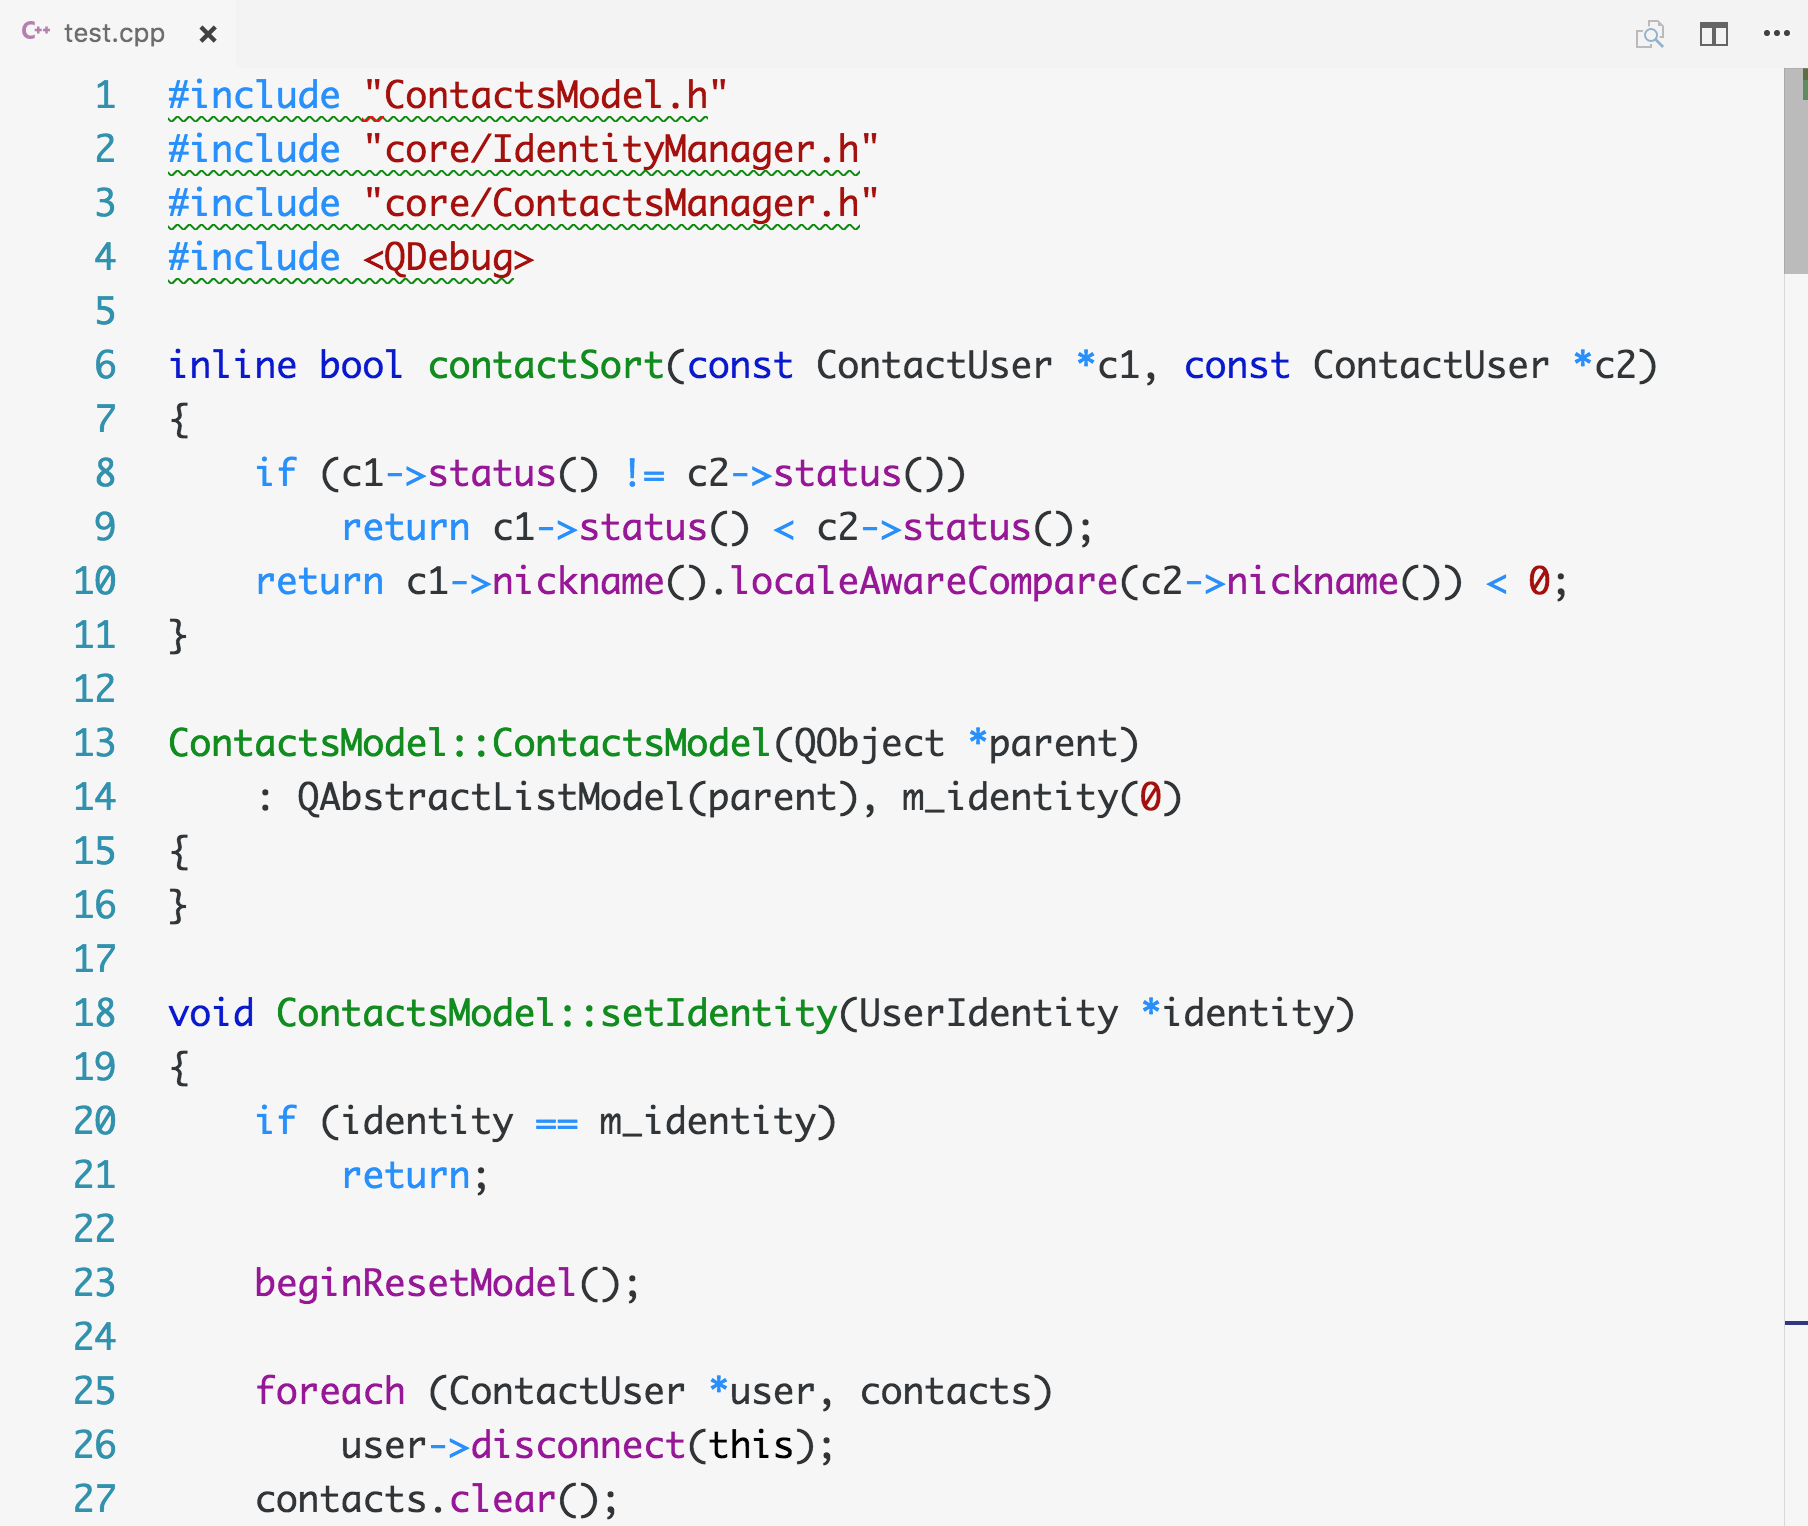 C++ test.cpp ×
1 #include "ContactsModel.h"
2 #include "core/IdentityManager.h"
3 #include "core/ContactsManager.h"
4 #include <QDebug>
5
6 inline bool contactSort(const ContactUser *c1, const ContactUser *c2)
7 {
8     if (c1->status() != c2->status())
9         return c1->status() < c2->status();
10     return c1->nickname().localeAwareCompare(c2->nickname()) < 0;
11 }
12
13 ContactsModel::ContactsModel(QObject *parent)
14     : QAbstractListModel(parent), m_identity(0)
15 {
16 }
17
18 void ContactsModel::setIdentity(UserIdentity *identity)
19 {
20     if (identity == m_identity)
21         return;
22
23     beginResetModel();
24
25     foreach (ContactUser *user, contacts)
26         user->disconnect(this);
27     contacts.clear();